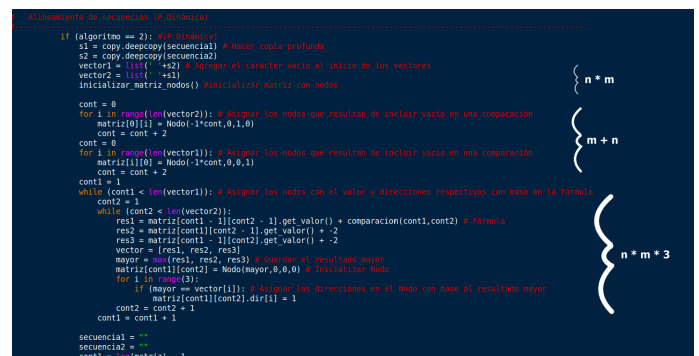 # Alineamiento de secuencias (P.Dinámica)
#-----------------------------------------------------------------------------------------------------------------------
if (algoritmo == 2): #(P.Dinámica)
s1 = copy.deepcopy(secuencia1) # Hacer copia profunda
s2 = copy.deepcopy(secuencia2)
vector1 = list(' '+s2) # Agregar el caracter vacío al inicio de los vectores
vector2 = list(' '+s1)
inicializar_matriz_nodos() #inicializar matriz con nodos
n * m
cont = 0
for i in range(len(vector2)): # Asignar los nodos que resultan de incluir vacío en una comparación
matriz[0][i] = Nodo(-1*cont,0,1,0)
cont = cont + 2
cont = 0
m + n
for i in range(len(vector1)): # Asignar los nodos que resultan de incluir vacío en una comparación
matriz[i][0] = Nodo(-1*cont,0,0,1)
cont = cont + 2
cont1 = 1
while (cont1 < len(vector1)): # Asignar los nodos con el valor y direcciones respectivas con base en la fórmula
cont2 = 1
while (cont2 < len(vector2)):
res1 = matriz[cont1 - 1][cont2 - 1].get_valor() + comparacion(cont1,cont2) # Fórmula
res2 = matriz[cont1][cont2 - 1].get_valor() + -2
res3 = matriz[cont1 - 1][cont2].get_valor() + -2
vector = [res1, res2, res3]
mayor = max(res1, res2, res3) # Guardar el resultado mayor
n * m * 3
matriz[cont1][cont2] = Nodo(mayor,0,0,0) # Inicializar Nodo
for i in range(3):
if (mayor == vector[i]): # Asignar las direcciones en el Nodo con base al resultado mayor
matriz[cont1][cont2].dir[i] = 1
cont2 = cont2 + 1
cont1 = cont1 + 1
secuencia1 = ""
secuencia2 = ""
cont1 = len(matriz) - 1